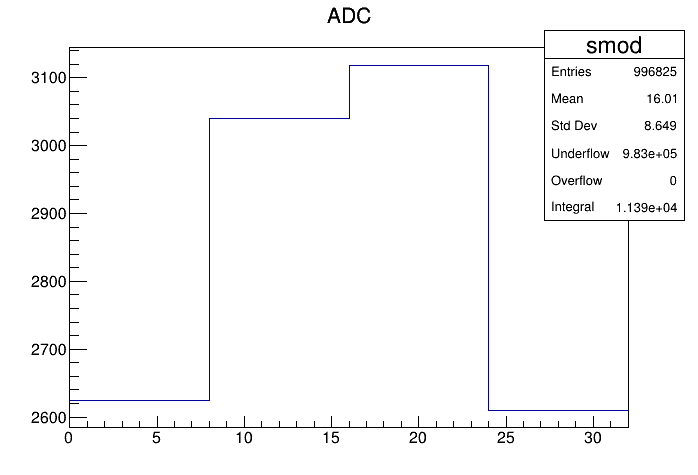 ADC
smod
Entries 996825
Mean 16.01
Std Dev 8.649
Underflow 9.83e+05
Overflow 0
Integral 1.139e+04
3100
3000
2900
2800
2700
2600
0 5 10 15 20 25 30